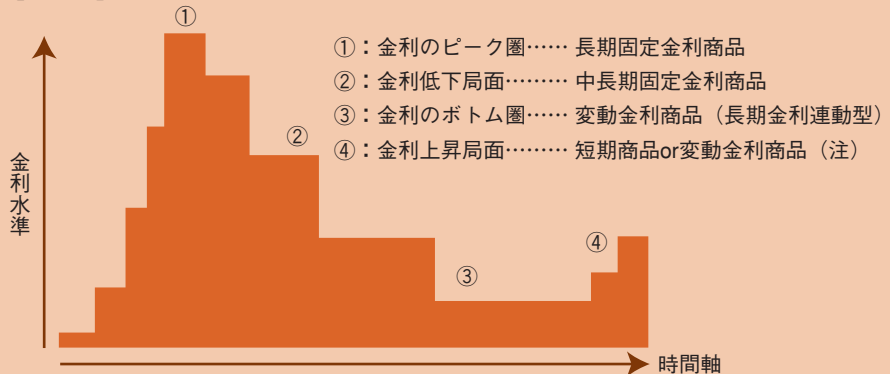 ①
①：金利のピーク圏…… 長期固定金利商品
②：金利低下局面……… 中長期固定金利商品
③：金利のボトム圏…… 変動金利商品（長期金利連動型）
④：金利上昇局面……… 短期商品or変動金利商品（注）
②
金利水準
④
③
時間軸